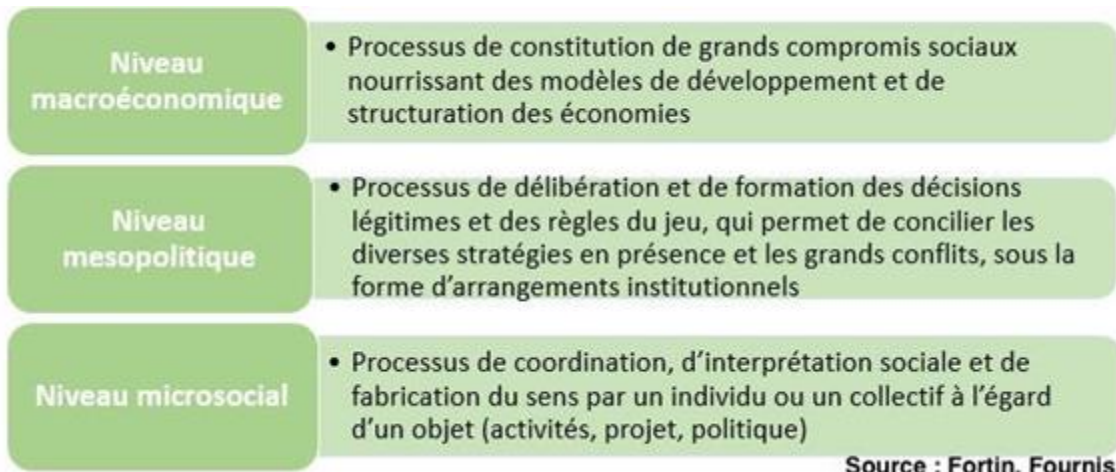 Niveau
macroéconomique
• Processus de constitution de grands compromis sociaux
nourrissant des modèles de développement et de
structuration des économies
Niveau
mesopolitique
• Processus de délibération et de formation des décisions
légitimes et des règles du jeu, qui permet de concilier les
diverses stratégies en présence et les grands conflits, sous la
forme d'arrangements institutionnels
Niveau microsocial
• Processus de coordination, d'interprétation sociale et de
fabrication du sens par un individu ou un collectif à l'égard
d'un objet (activités, projet, politique)
Source : Fortin, Fournis